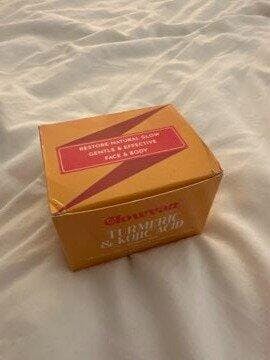 RESTORE NATURAL GLOW
GENTLE & EFFECTIVE
FACE & BODY
TURMERIC
& KOJIC ACID